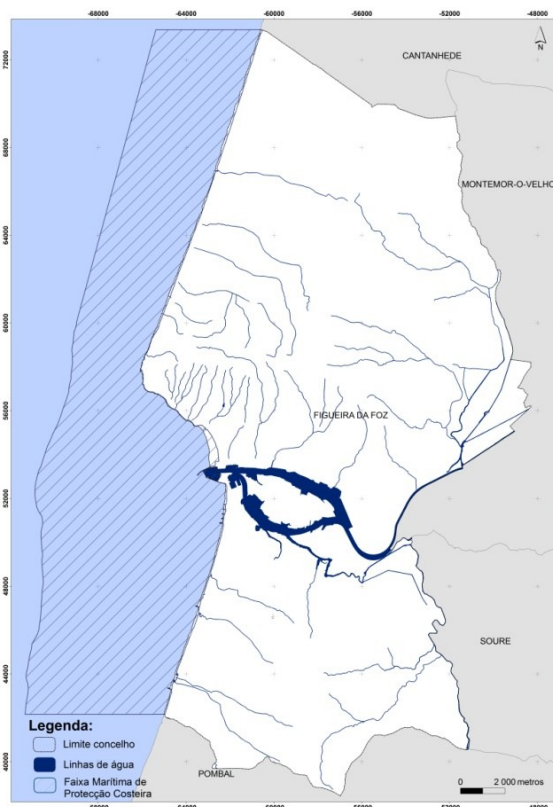 -64000
-62000
-60000
-56000
-52000
-48000
72000
N
CANTANHEDE
68000
MONTEMOR-O-VELHO
64000
60000
56000
FIGUEIRA DA FOZ
52000
48000
SOURE
44000
Legenda:
Limite concelho
Linhas de água
Faixa Marítima de
Protecção Costeira
40000
POMBAL
0 2 000 metros